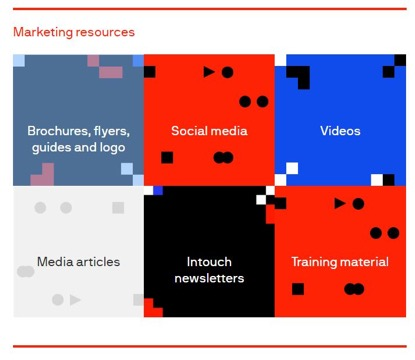 Marketing resources
Brochures, flyers,
guides and logo
Social media
Videos
Media articles
Intouch
newsletters
Training material